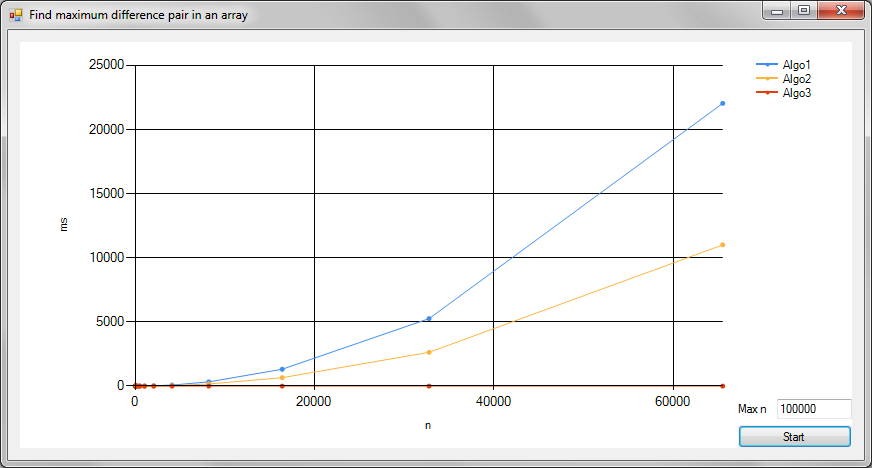 Find maximum difference pair in an array
25000
20000
15000
10000
5000
0
ms
0 20000 40000 60000
n
Algo1
Algo2
Algo3
Max n 100000
Start